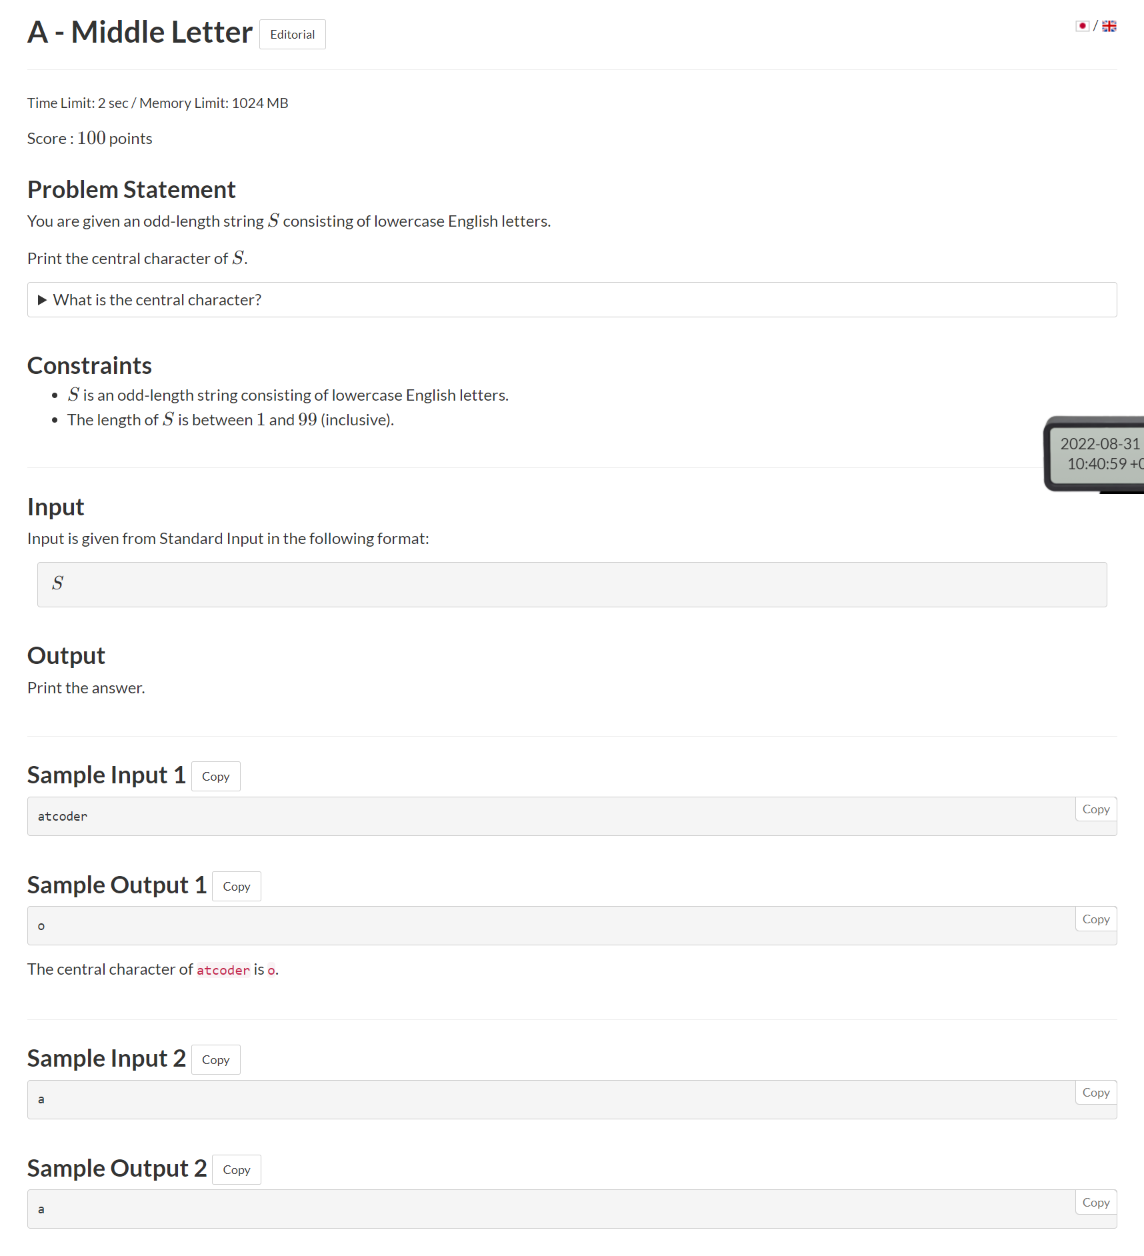 A - Middle Letter Editorial
/
Time Limit: 2 sec / Memory Limit: 1024 MB
Score : 100 points
Problem Statement
You are given an odd-length string S consisting of lowercase English letters.
Print the central character of S.
▶ What is the central character?
Constraints
• S is an odd-length string consisting of lowercase English letters.
• The length of S is between 1 and 99 (inclusive).
2022-08-31
10:40:59 +0
Input
Input is given from Standard Input in the following format:
S
Output
Print the answer.
Sample Input 1 Copy
Copy
atcoder
Sample Output 1 Copy
Copy
o
The central character of atcoder is o.
Sample Input 2 Copy
Copy
a
Sample Output 2 Copy
Copy
a